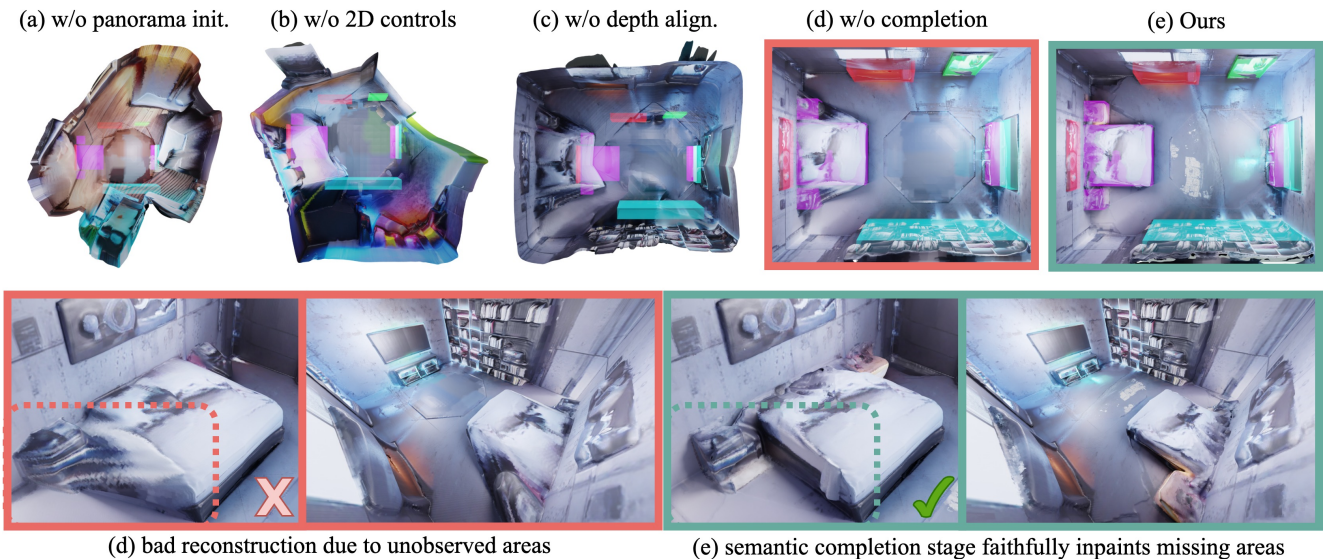 (a) w/o panorama init.
(b) w/o 2D controls
(c) w/o depth align.
(d) w/o completion
(e) Ours
X
(d) bad reconstruction due to unobserved areas
(e) semantic completion stage faithfully inpaints missing areas